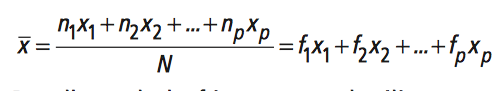 x̄ = (n₁x₁+n₂x₂+...+nₚxₚ)/N = f₁x₁+f₂x₂+...+fₚxₚ